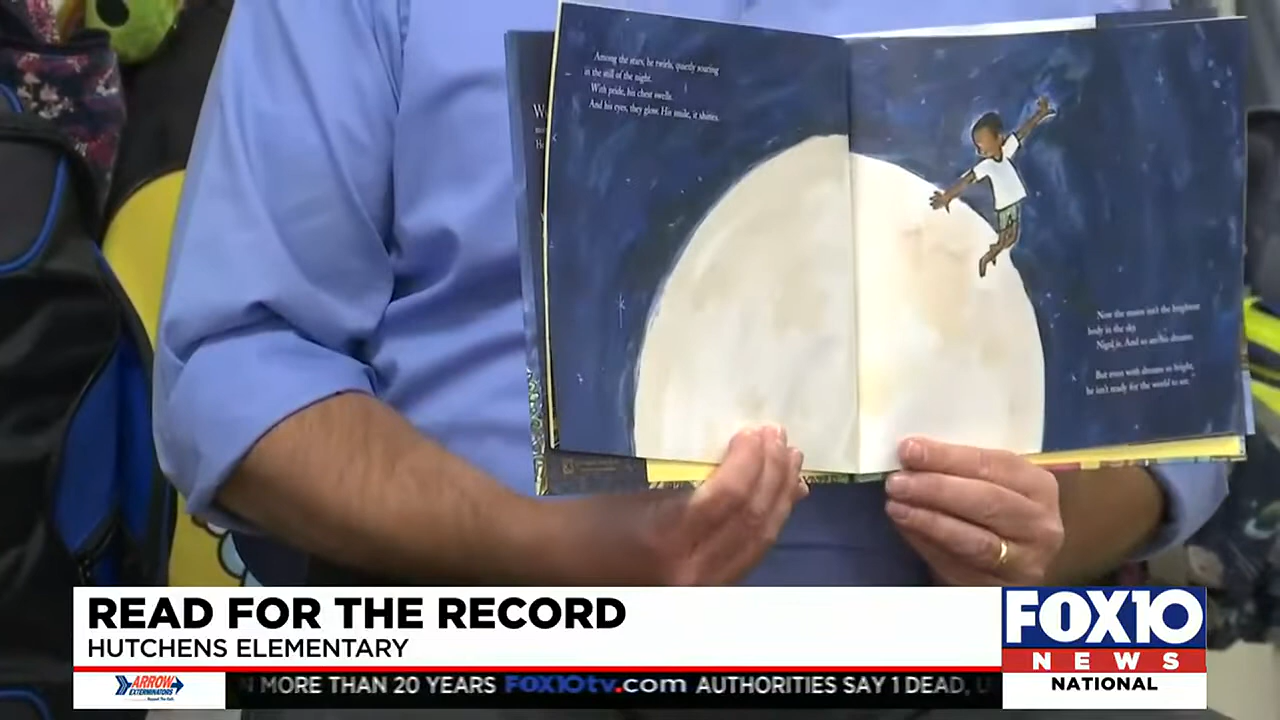 Among the stars, he twirls, quietly soaring
in the still of the night.
With pride, his chest swells.
And his eyes, they glow. His smile, it shines.
Now the moon isn't the brightest
body in the sky.
Nigel is. And so are his dreams.
But even with dreams so bright,
he isn't ready for the world to see.
READ FOR THE RECORD
HUTCHENS ELEMENTARY
FOX10
NEWS
NATIONAL
ARROW
EXTERMINATORS
N MORE THAN 20 YEARS FOX10tv.com AUTHORITIES SAY 1 DEAD,